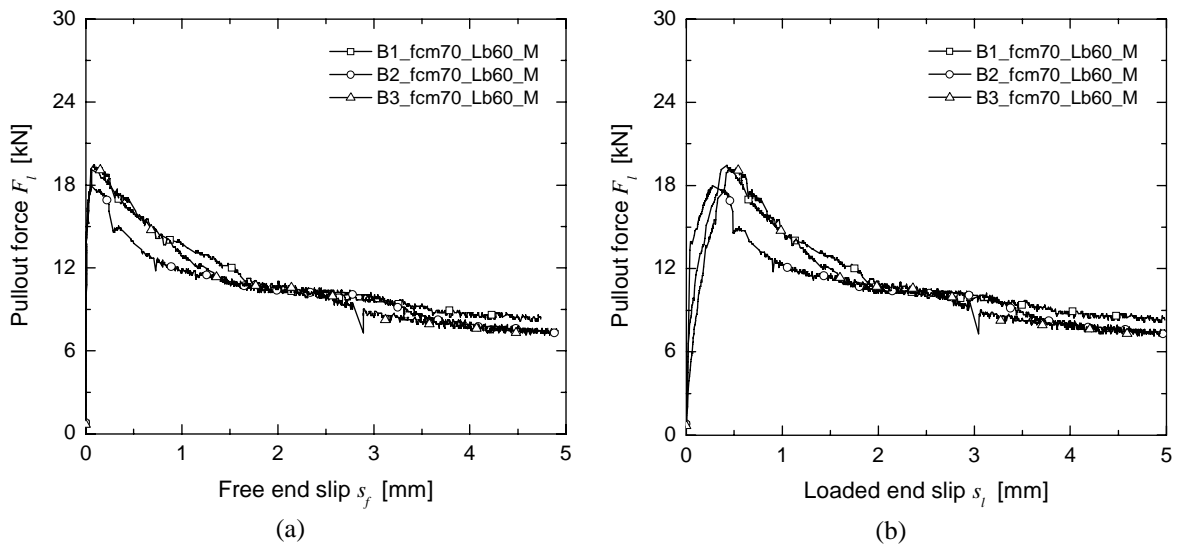 30
24
18
12
6
0
Pullout force F_l [kN]
B1_fcm70_Lb60_M
B2_fcm70_Lb60_M
B3_fcm70_Lb60_M
0 1 2 3 4 5
Free end slip s_f [mm]
(a)
30
24
18
12
6
0
Pullout force F_l [kN]
B1_fcm70_Lb60_M
B2_fcm70_Lb60_M
B3_fcm70_Lb60_M
0 1 2 3 4 5
Loaded end slip s_l [mm]
(b)